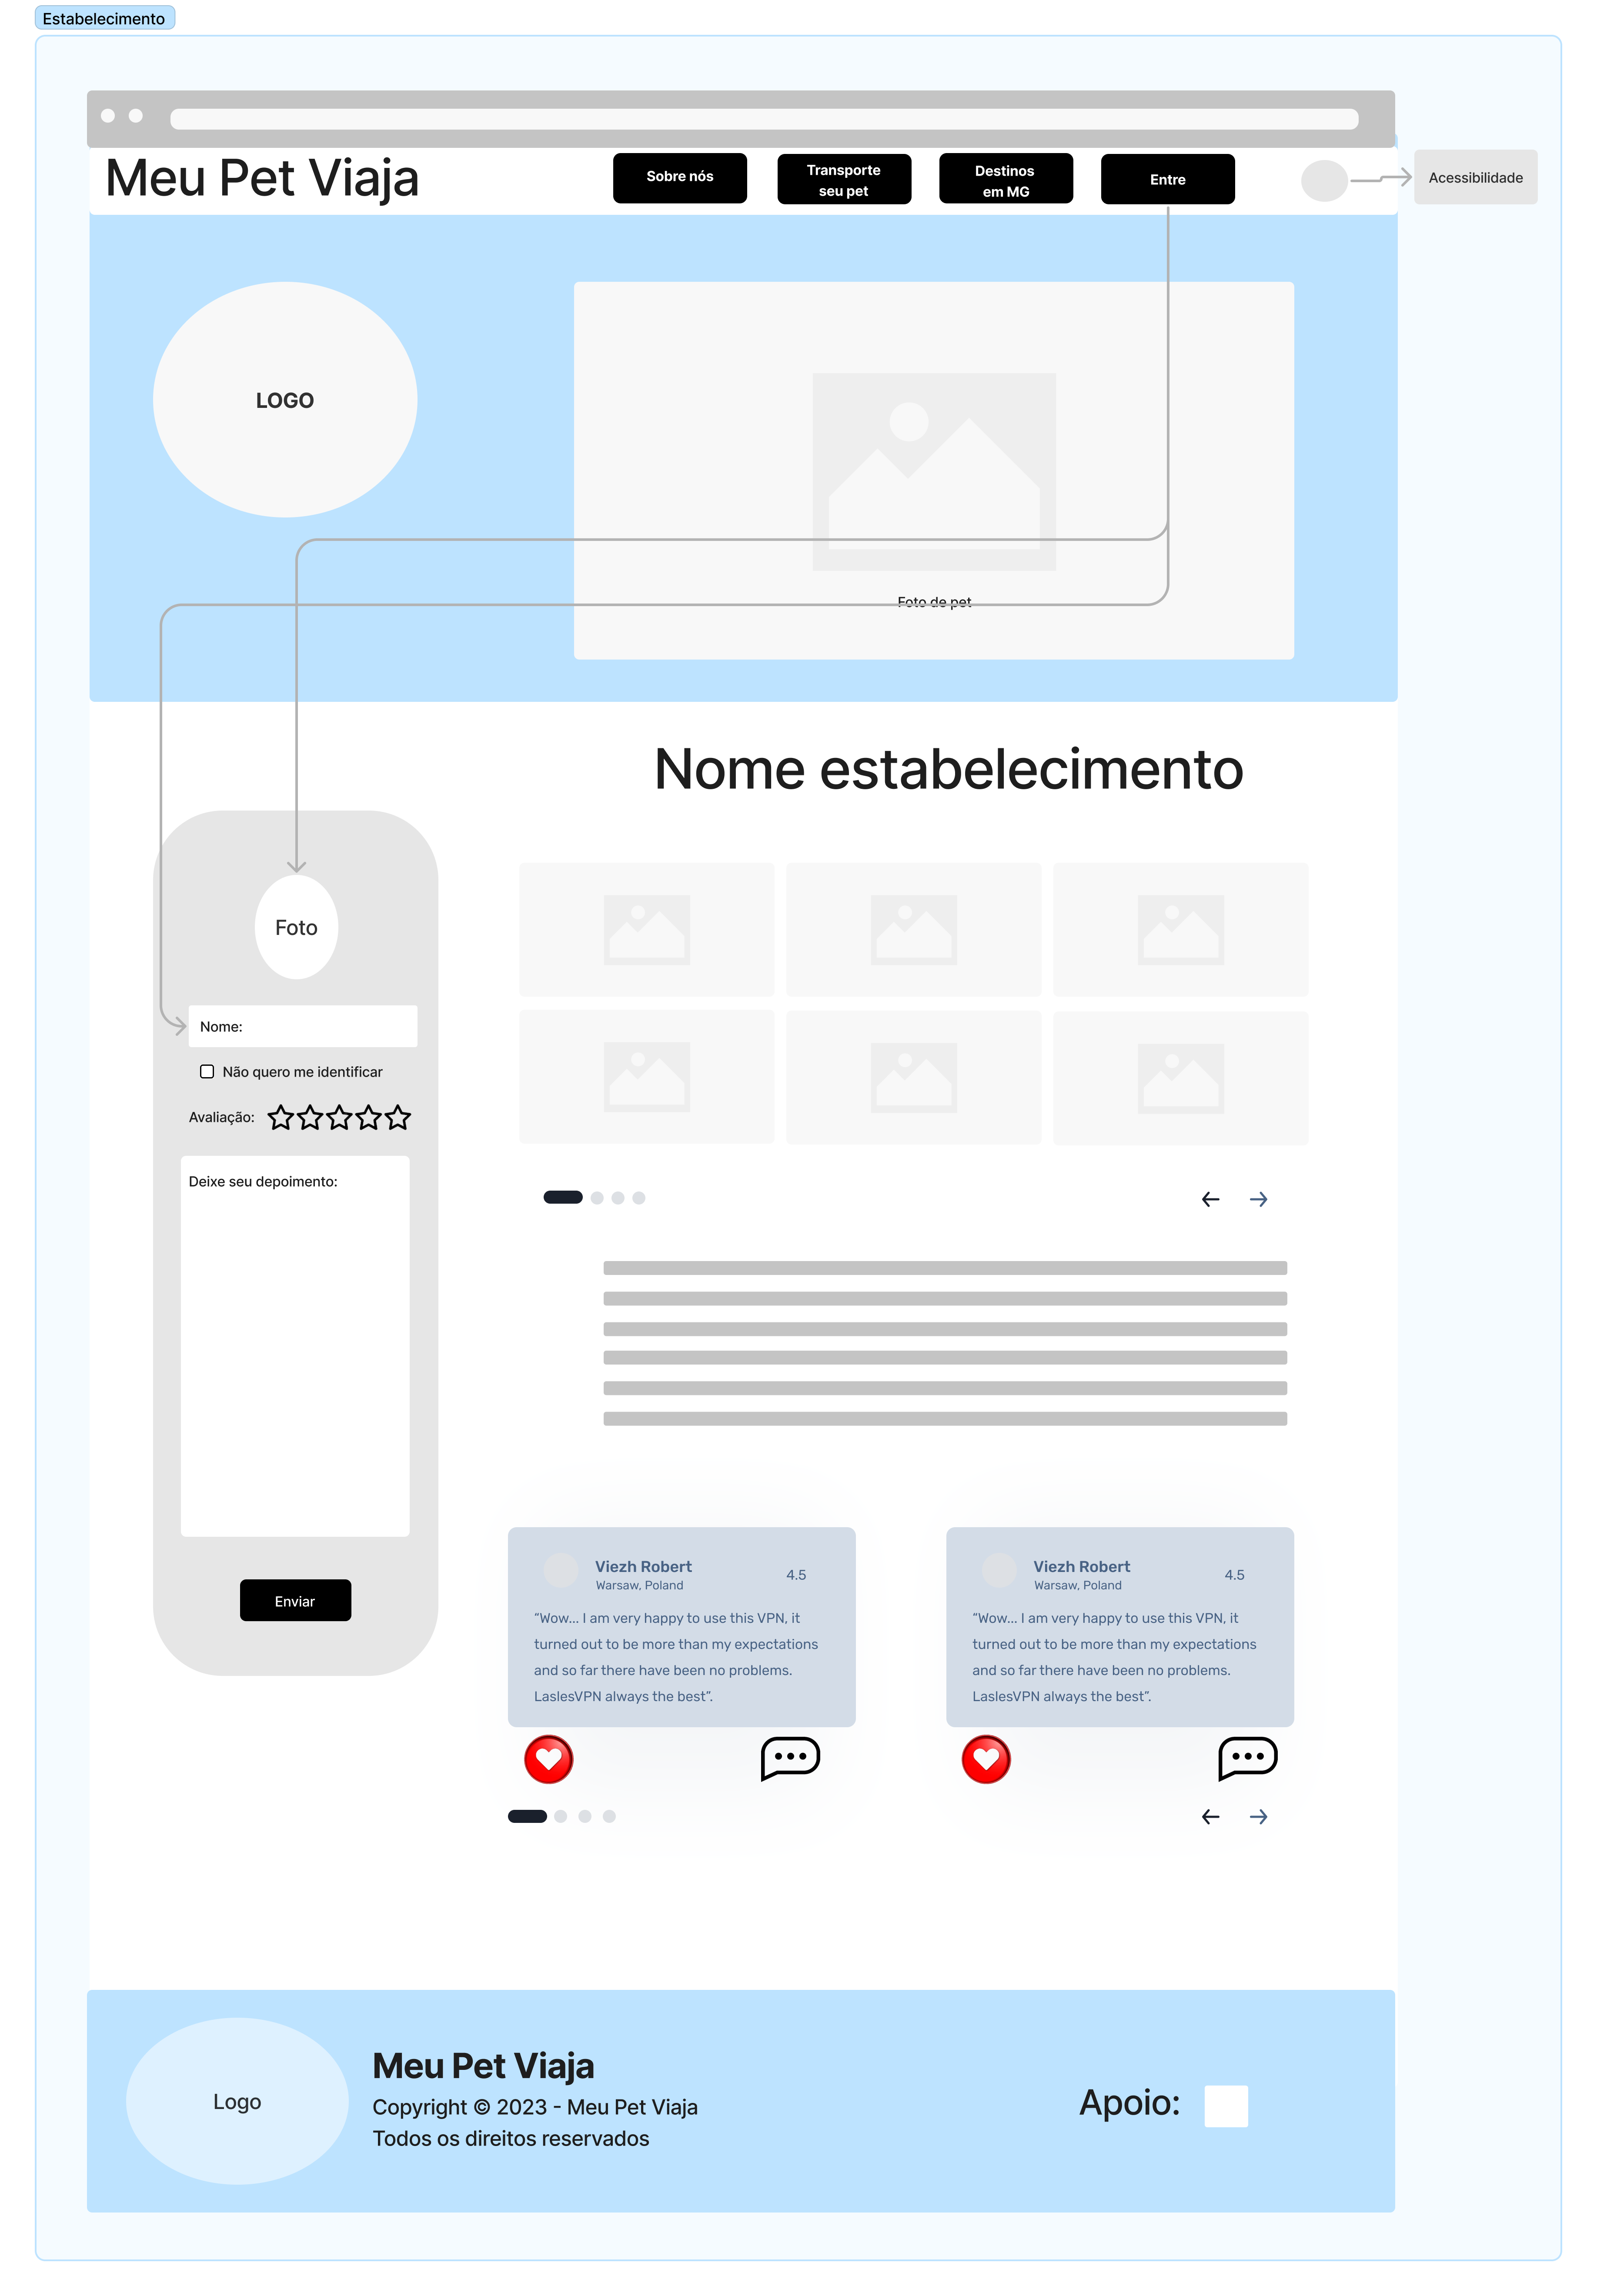 Estabelecimento
Meu Pet Viaja
Sobre nós
Transporte
seu pet
Destinos
em MG
Entre
Acessibilidade
LOGO
Foto de pet
Nome estabelecimento
Foto
Nome:
Não quero me identificar
Avaliação:
Deixe seu depoimento:
Enviar
Viezh Robert
Warsaw, Poland
4.5
“Wow... I am very happy to use this VPN, it
turned out to be more than my expectations
and so far there have been no problems.
LaslesVPN always the best”.
Viezh Robert
Warsaw, Poland
4.5
“Wow... I am very happy to use this VPN, it
turned out to be more than my expectations
and so far there have been no problems.
LaslesVPN always the best”.
Logo
Meu Pet Viaja
Copyright © 2023 - Meu Pet Viaja
Todos os direitos reservados
Apoio: